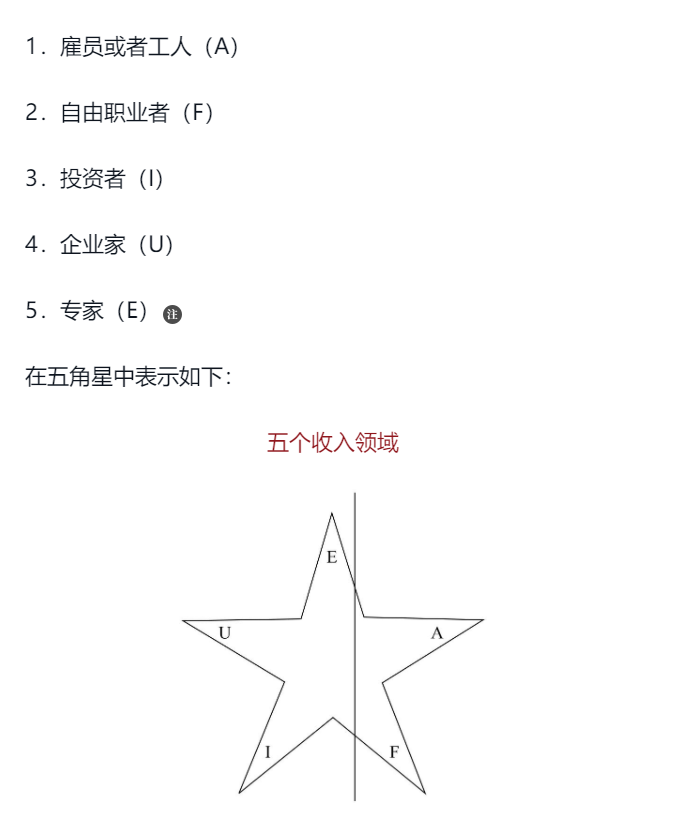 1. 雇员或者工人（A）
2. 自由职业者（F）
3. 投资者（I）
4. 企业家（U）
5. 专家（E）注
在五角星中表示如下：
五个收入领域
E
U
A
I
F